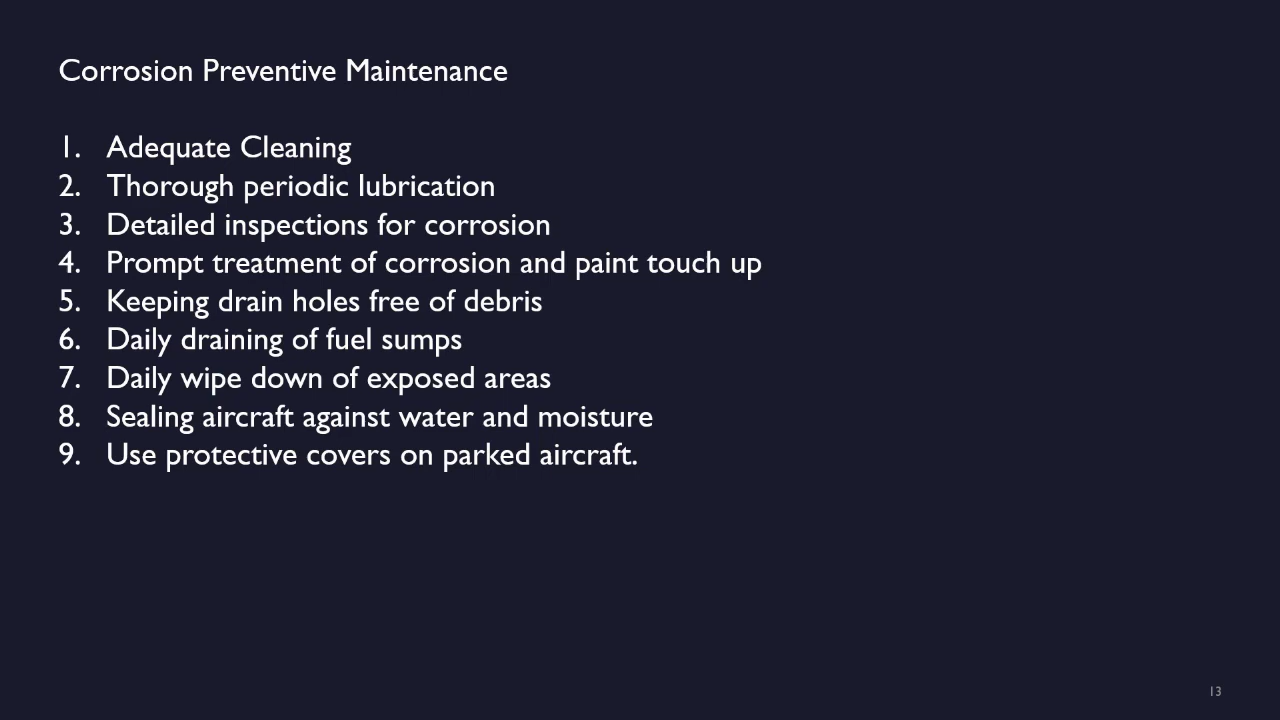 Corrosion Preventive Maintenance
1. Adequate Cleaning
2. Thorough periodic lubrication
3. Detailed inspections for corrosion
4. Prompt treatment of corrosion and paint touch up
5. Keeping drain holes free of debris
6. Daily draining of fuel sumps
7. Daily wipe down of exposed areas
8. Sealing aircraft against water and moisture
9. Use protective covers on parked aircraft.
13